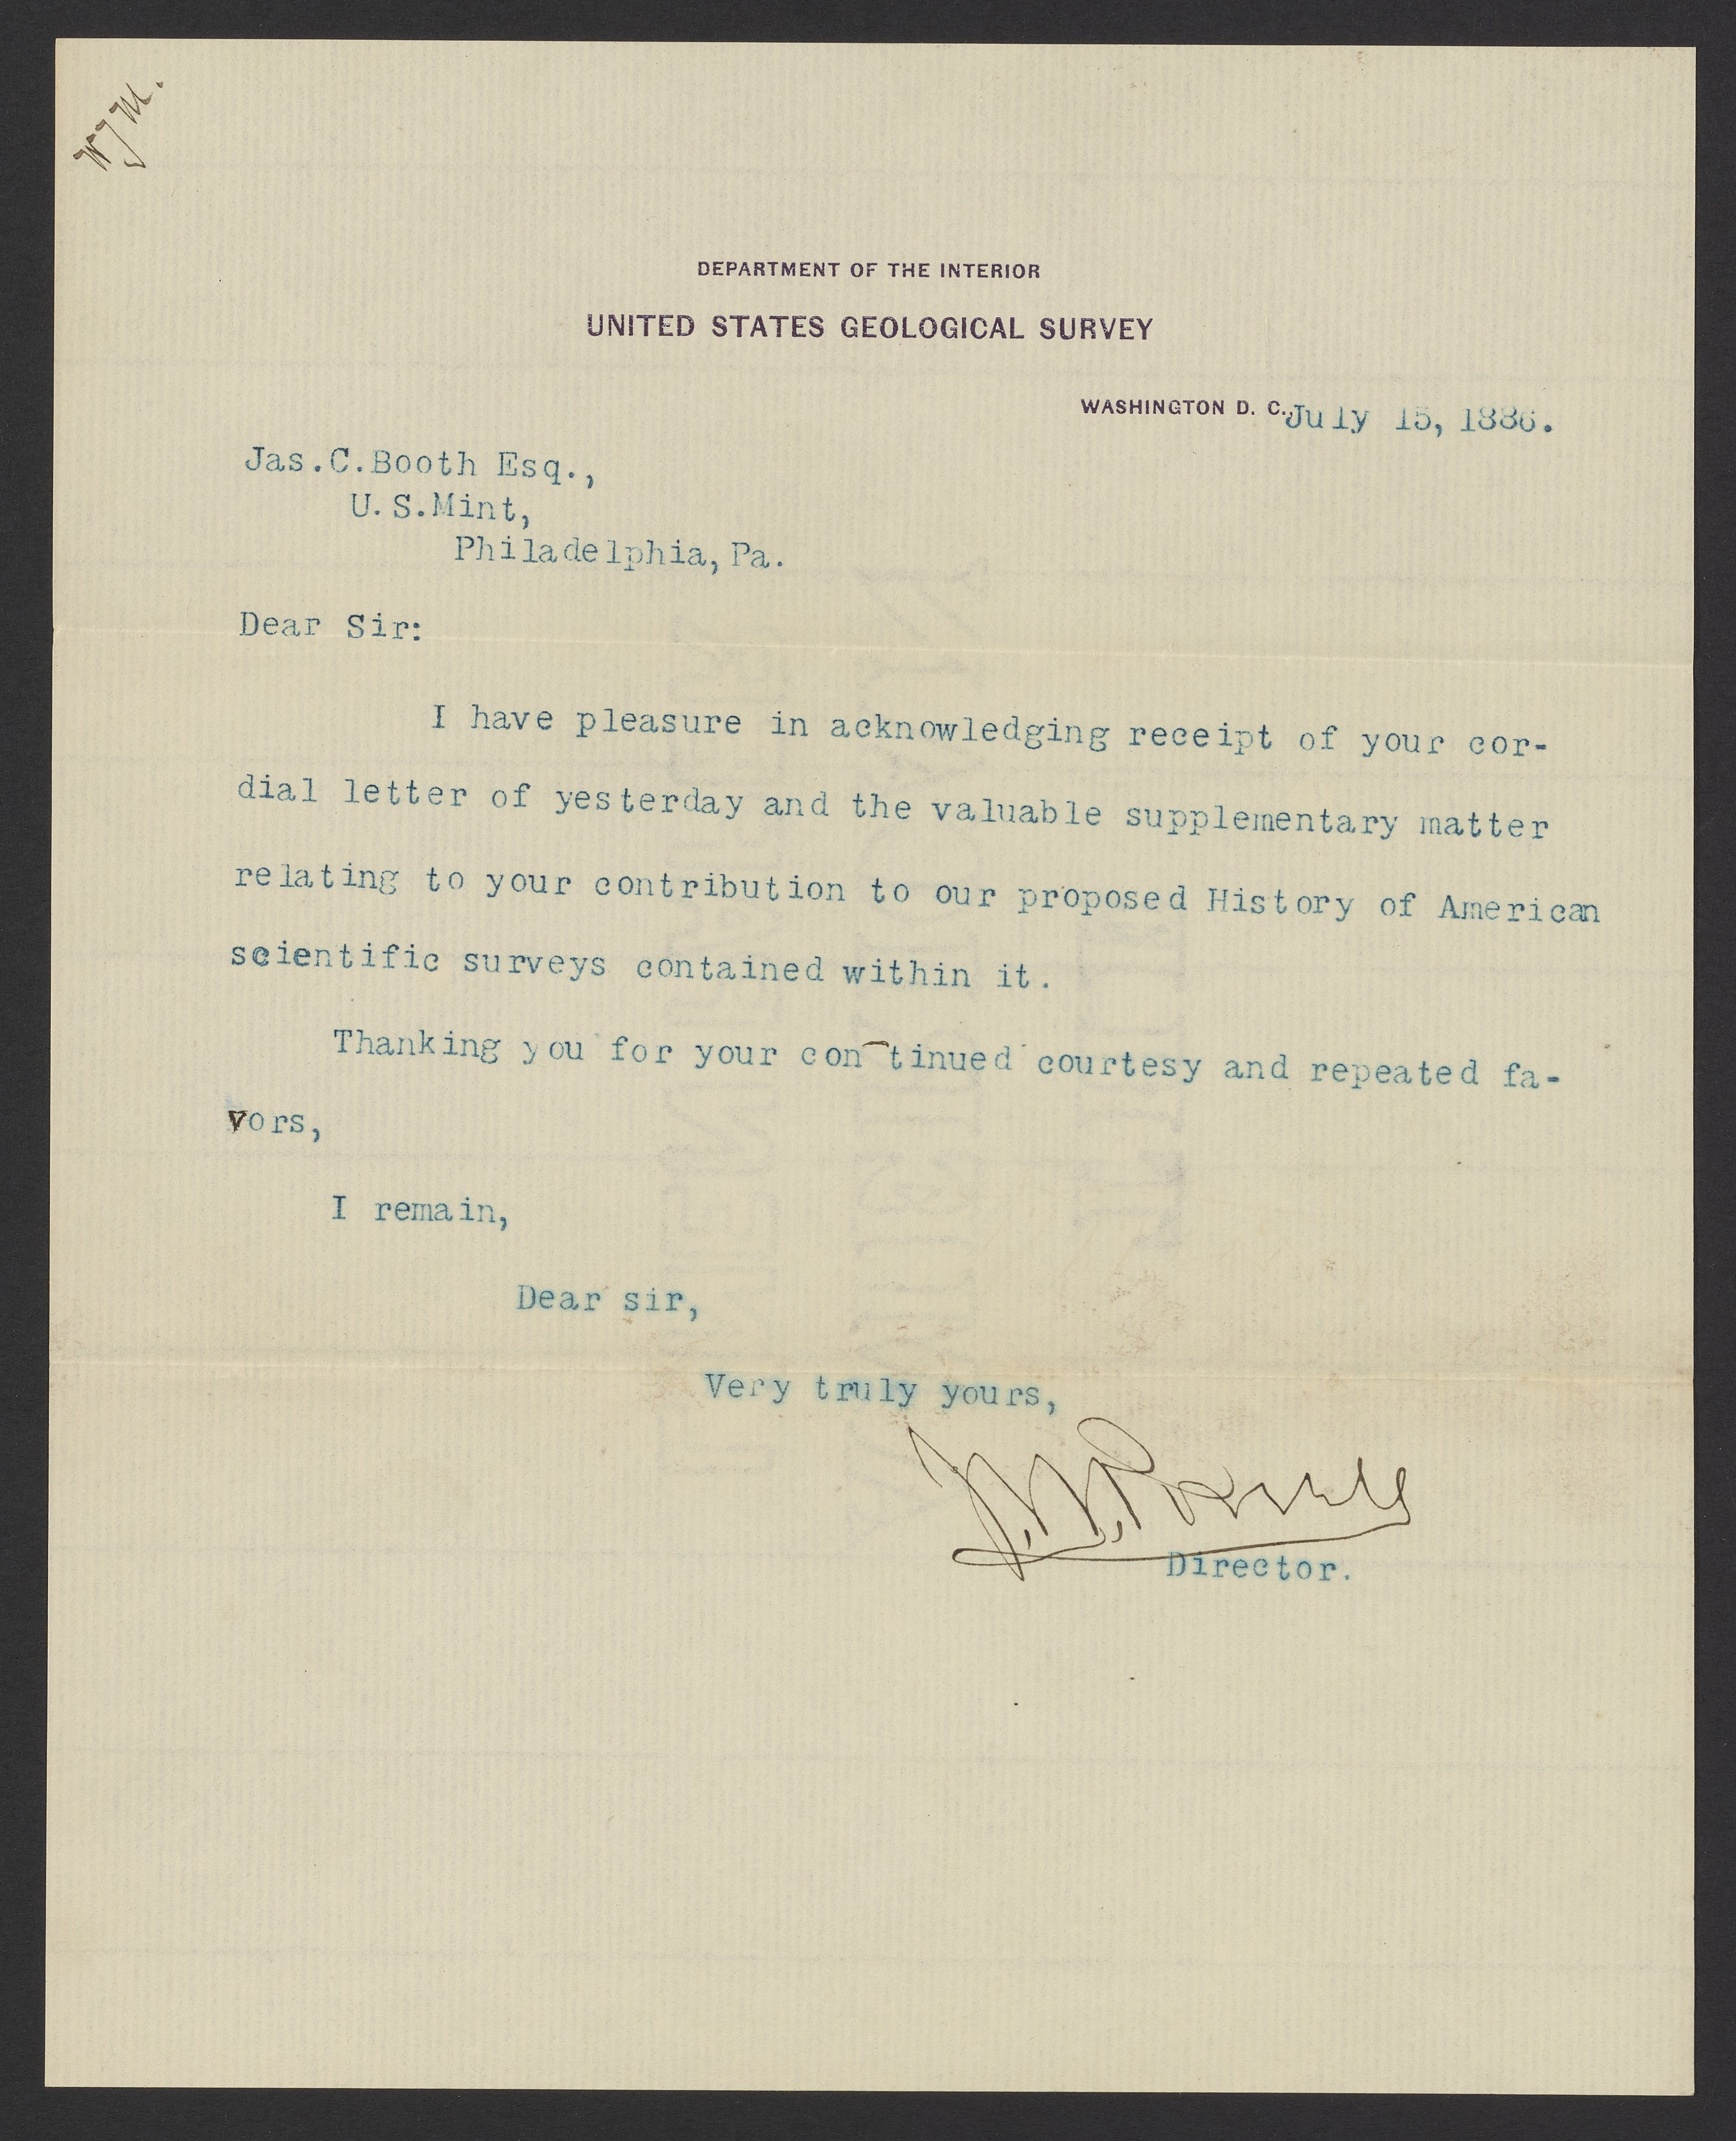 WJM.
DEPARTMENT OF THE INTERIOR
UNITED STATES GEOLOGICAL SURVEY
WASHINGTON D. C. July 15, 1886.
Jas.C.Booth Esq.,
U.S.Mint,
Philadelphia,Pa.
Dear Sir:
I have pleasure in acknowledging receipt of your cor-
dial letter of yesterday and the valuable supplementary matter
relating to your contribution to our proposed History of American
scientific surveys contained within it.
Thanking you for your continued courtesy and repeated fa-
vors,
I remain,
Dear sir,
Very truly yours,
J. W. Powell
Director.